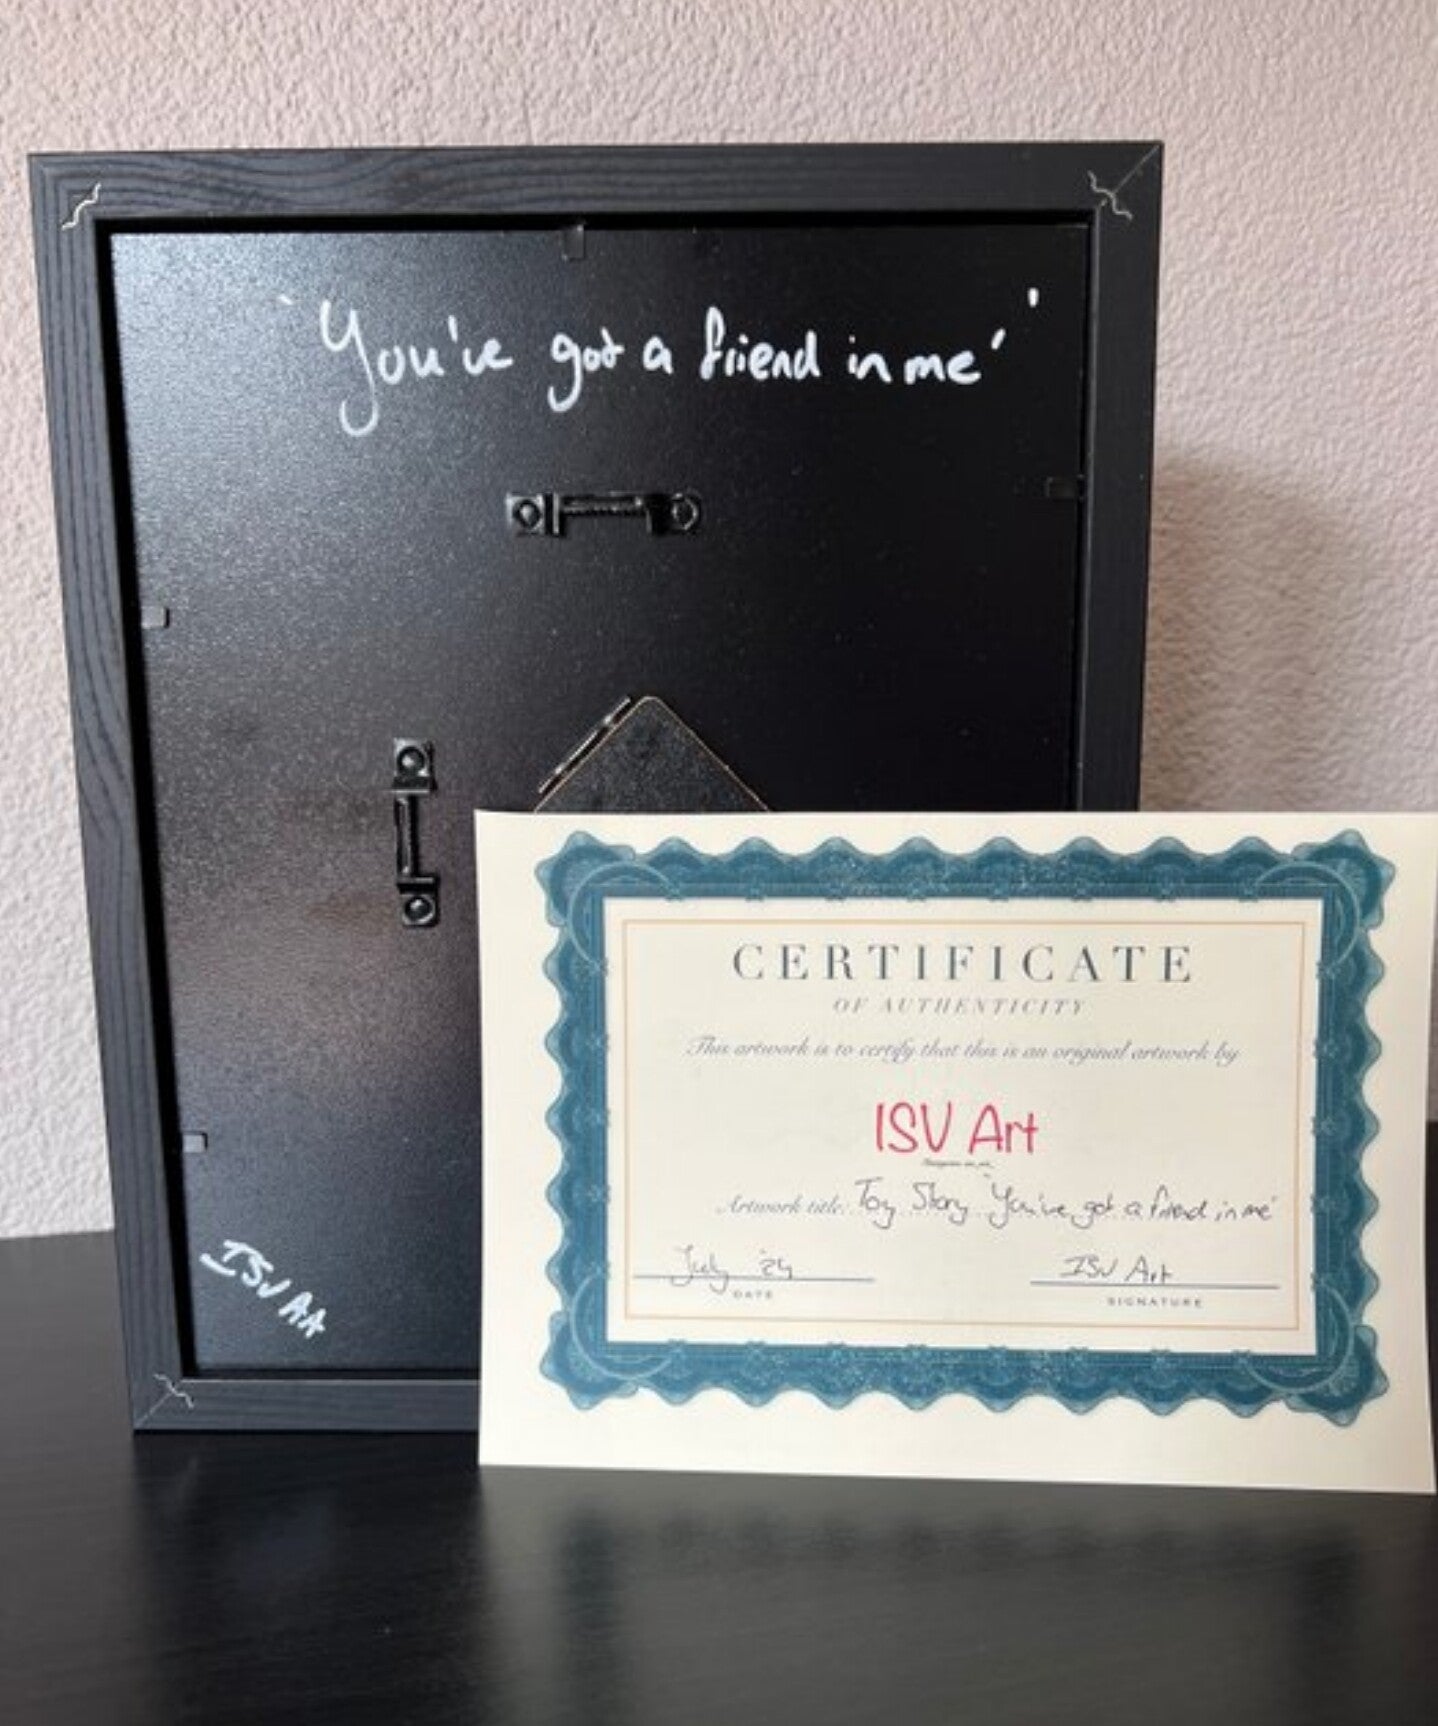 'You've got a friend in me'
ISV Art
CERTIFICATE
OF AUTHENTICITY
This artwork is to certify that this is an original artwork by
ISV Art
Artwork title: Toy Story 'You've got a friend in me'
July '24
ISV Art
DATE
SIGNATURE